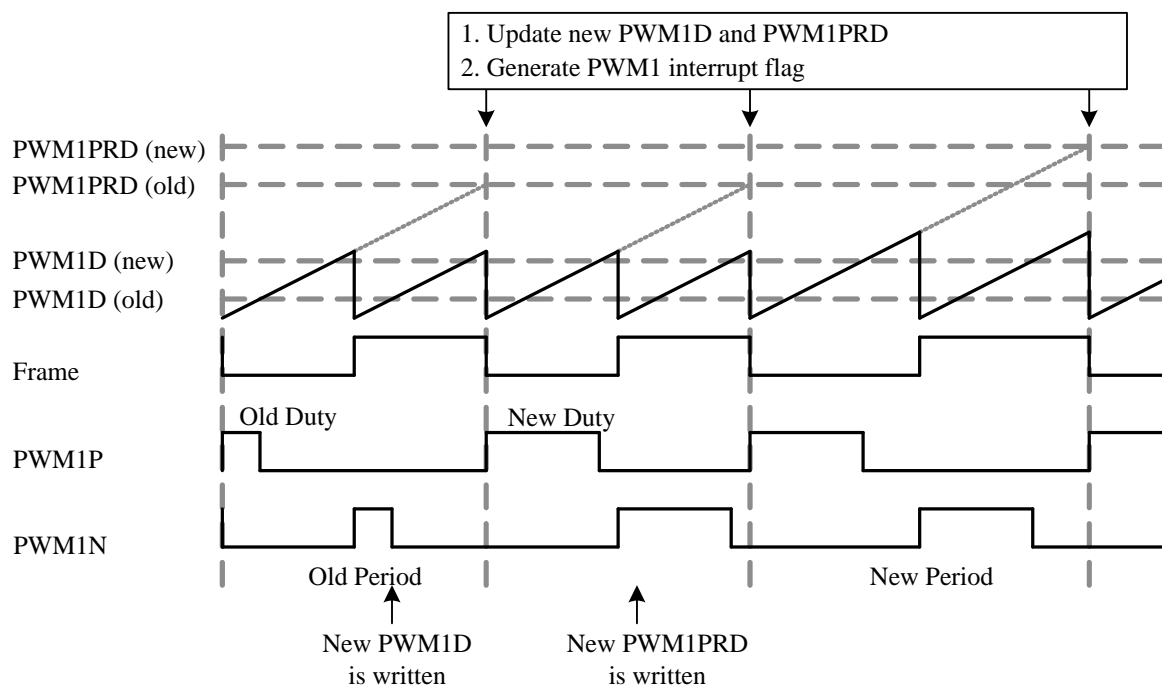 1. Update new PWM1D and PWM1PRD
2. Generate PWM1 interrupt flag
PWM1PRD (new)
PWM1PRD (old)
PWM1D (new)
PWM1D (old)
Frame
Old Duty
New Duty
PWM1P
PWM1N
Old Period
New Period
New PWM1D
is written
New PWM1PRD
is written